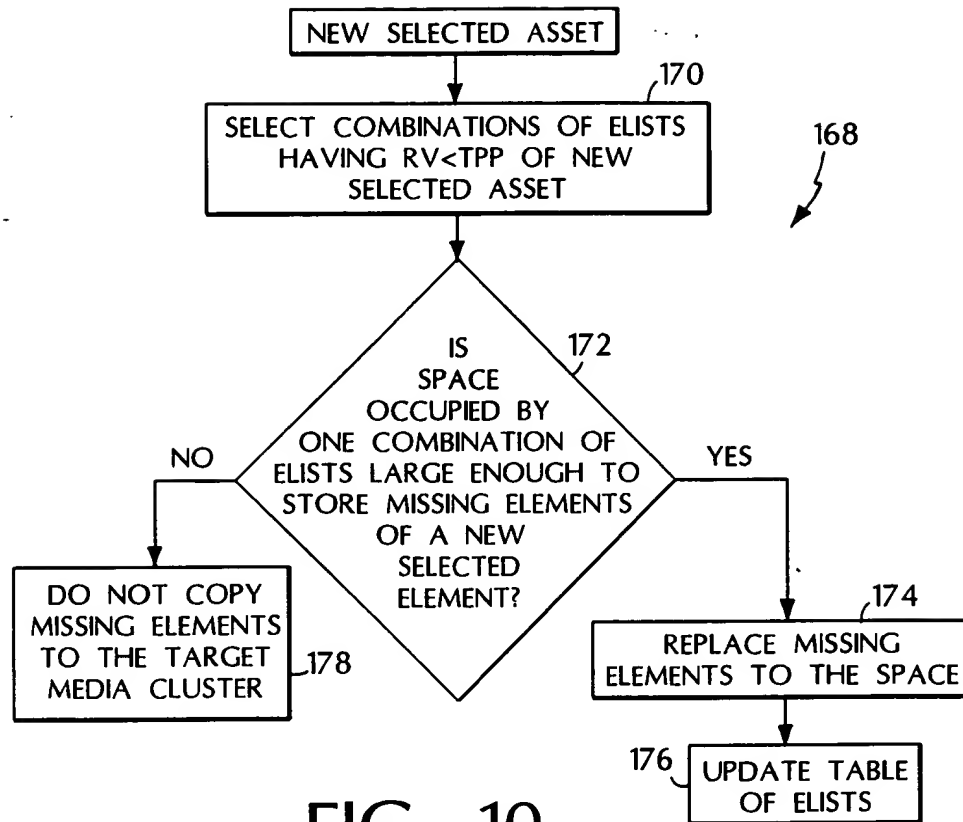 NEW SELECTED ASSET
170
SELECT COMBINATIONS OF ELISTS
HAVING RV<TPP OF NEW
SELECTED ASSET
168
172
IS
SPACE
OCCUPIED BY
ONE COMBINATION OF
ELISTS LARGE ENOUGH TO
STORE MISSING ELEMENTS
OF A NEW
SELECTED
ELEMENT?
NO
YES
DO NOT COPY
MISSING ELEMENTS
TO THE TARGET
MEDIA CLUSTER
178
174
REPLACE MISSING
ELEMENTS TO THE SPACE
176
UPDATE TABLE
OF ELISTS
FIG. 10